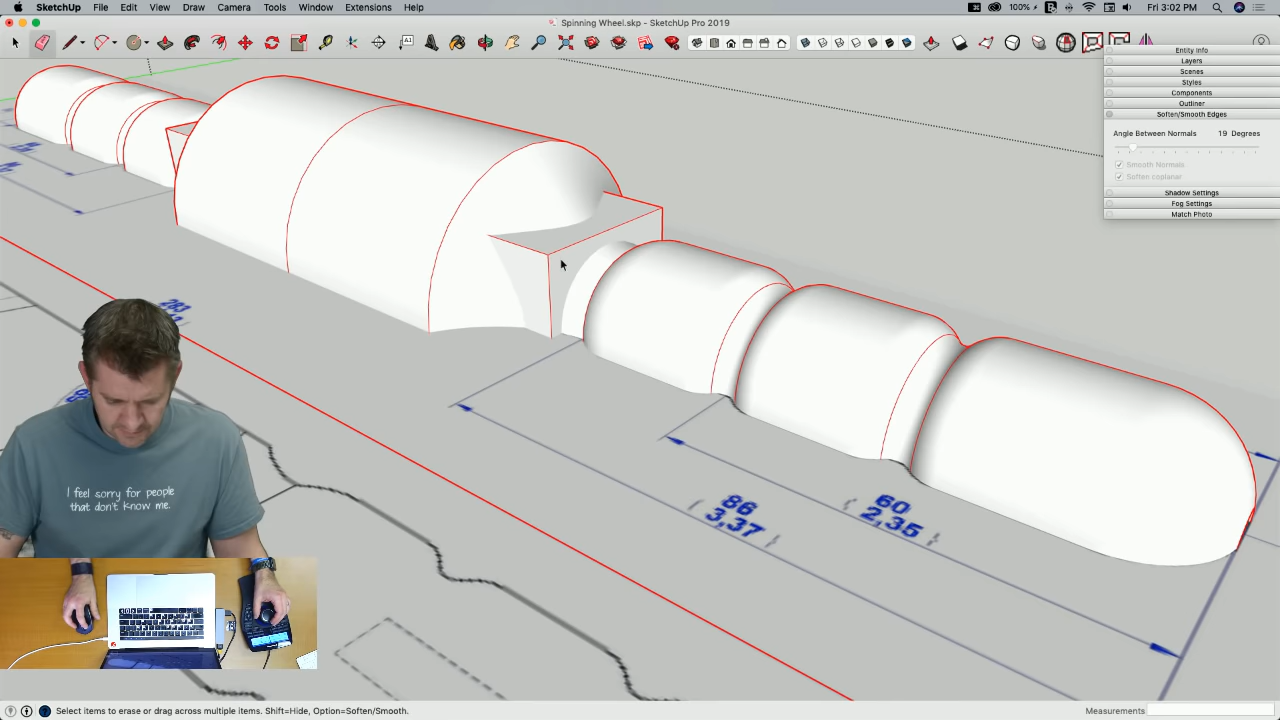 SketchUp File Edit View Draw Camera Tools Window Extensions Help
100% Fri 3:02 PM
Spinning Wheel.skp - SketchUp Pro 2019
Entity Info
Layers
Scenes
Styles
Components
Outliner
Soften/Smooth Edges
Angle Between Normals 19 Degrees
Smooth Normals
Soften coplanar
Shadow Settings
Fog Settings
Match Photo
283
86
3,37
60
2,35
I feel sorry for people
that don't know me.
Select items to erase or drag across multiple items. Shift=Hide, Option=Soften/Smooth.
Measurements